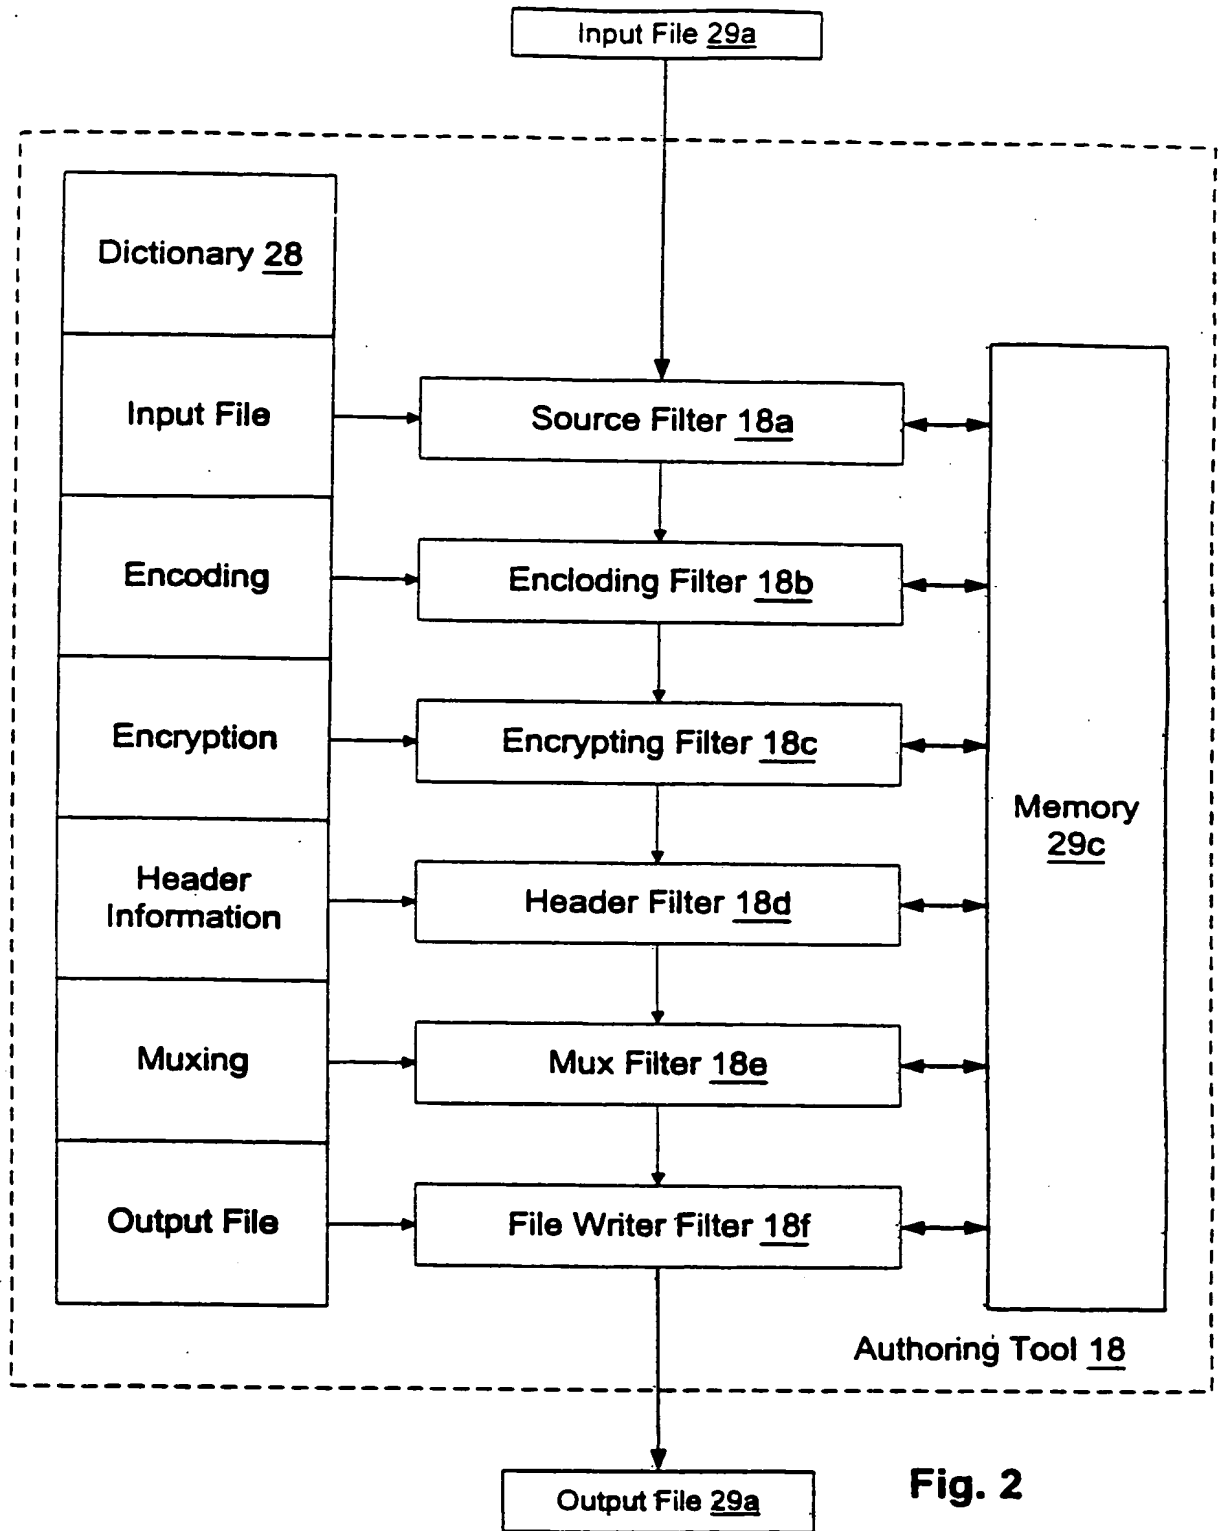 Input File 29a
Dictionary 28
Input File
Source Filter 18a
Encoding
Encloding Filter 18b
Encryption
Encrypting Filter 18c
Memory
29c
Header
Information
Header Filter 18d
Muxing
Mux Filter 18e
Output File
File Writer Filter 18f
Authoring Tool 18
Output File 29a
Fig. 2